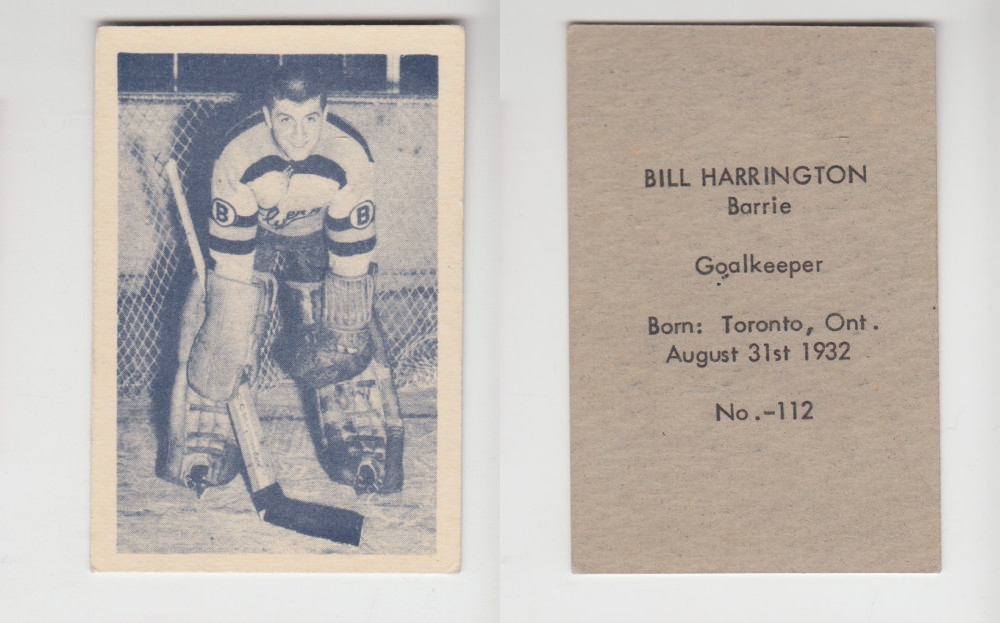 B
B
BILL HARRINGTON
Barrie
Goalkeeper
Born: Toronto, Ont.
August 31st 1932
No.-112